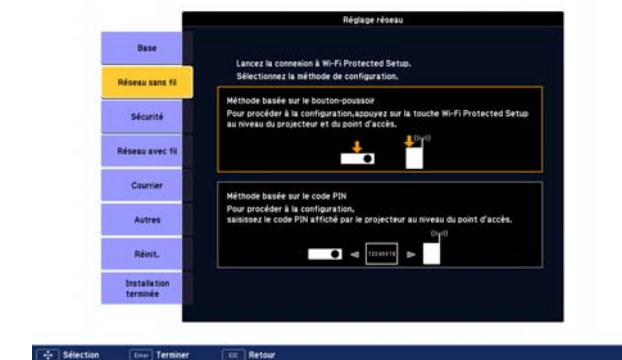 Réglage réseau
Base
Réseau sans fil
Sécurité
Réseau avec fil
Courrier
Autres
Réinit.
Installation
terminée
Lancez la connexion à Wi-Fi Protected Setup.
Sélectionnez la méthode de configuration.
Méthode basée sur le bouton-poussoir
Pour procéder à la configuration,appuyez sur la touche Wi-Fi Protected Setup
au niveau du projecteur et du point d'accès.
Méthode basée sur le code PIN
Pour procéder à la configuration,
saisissez le code PIN affiché par le projecteur au niveau du point d'accès.
Sélection
Enter Terminer
ESC Retour